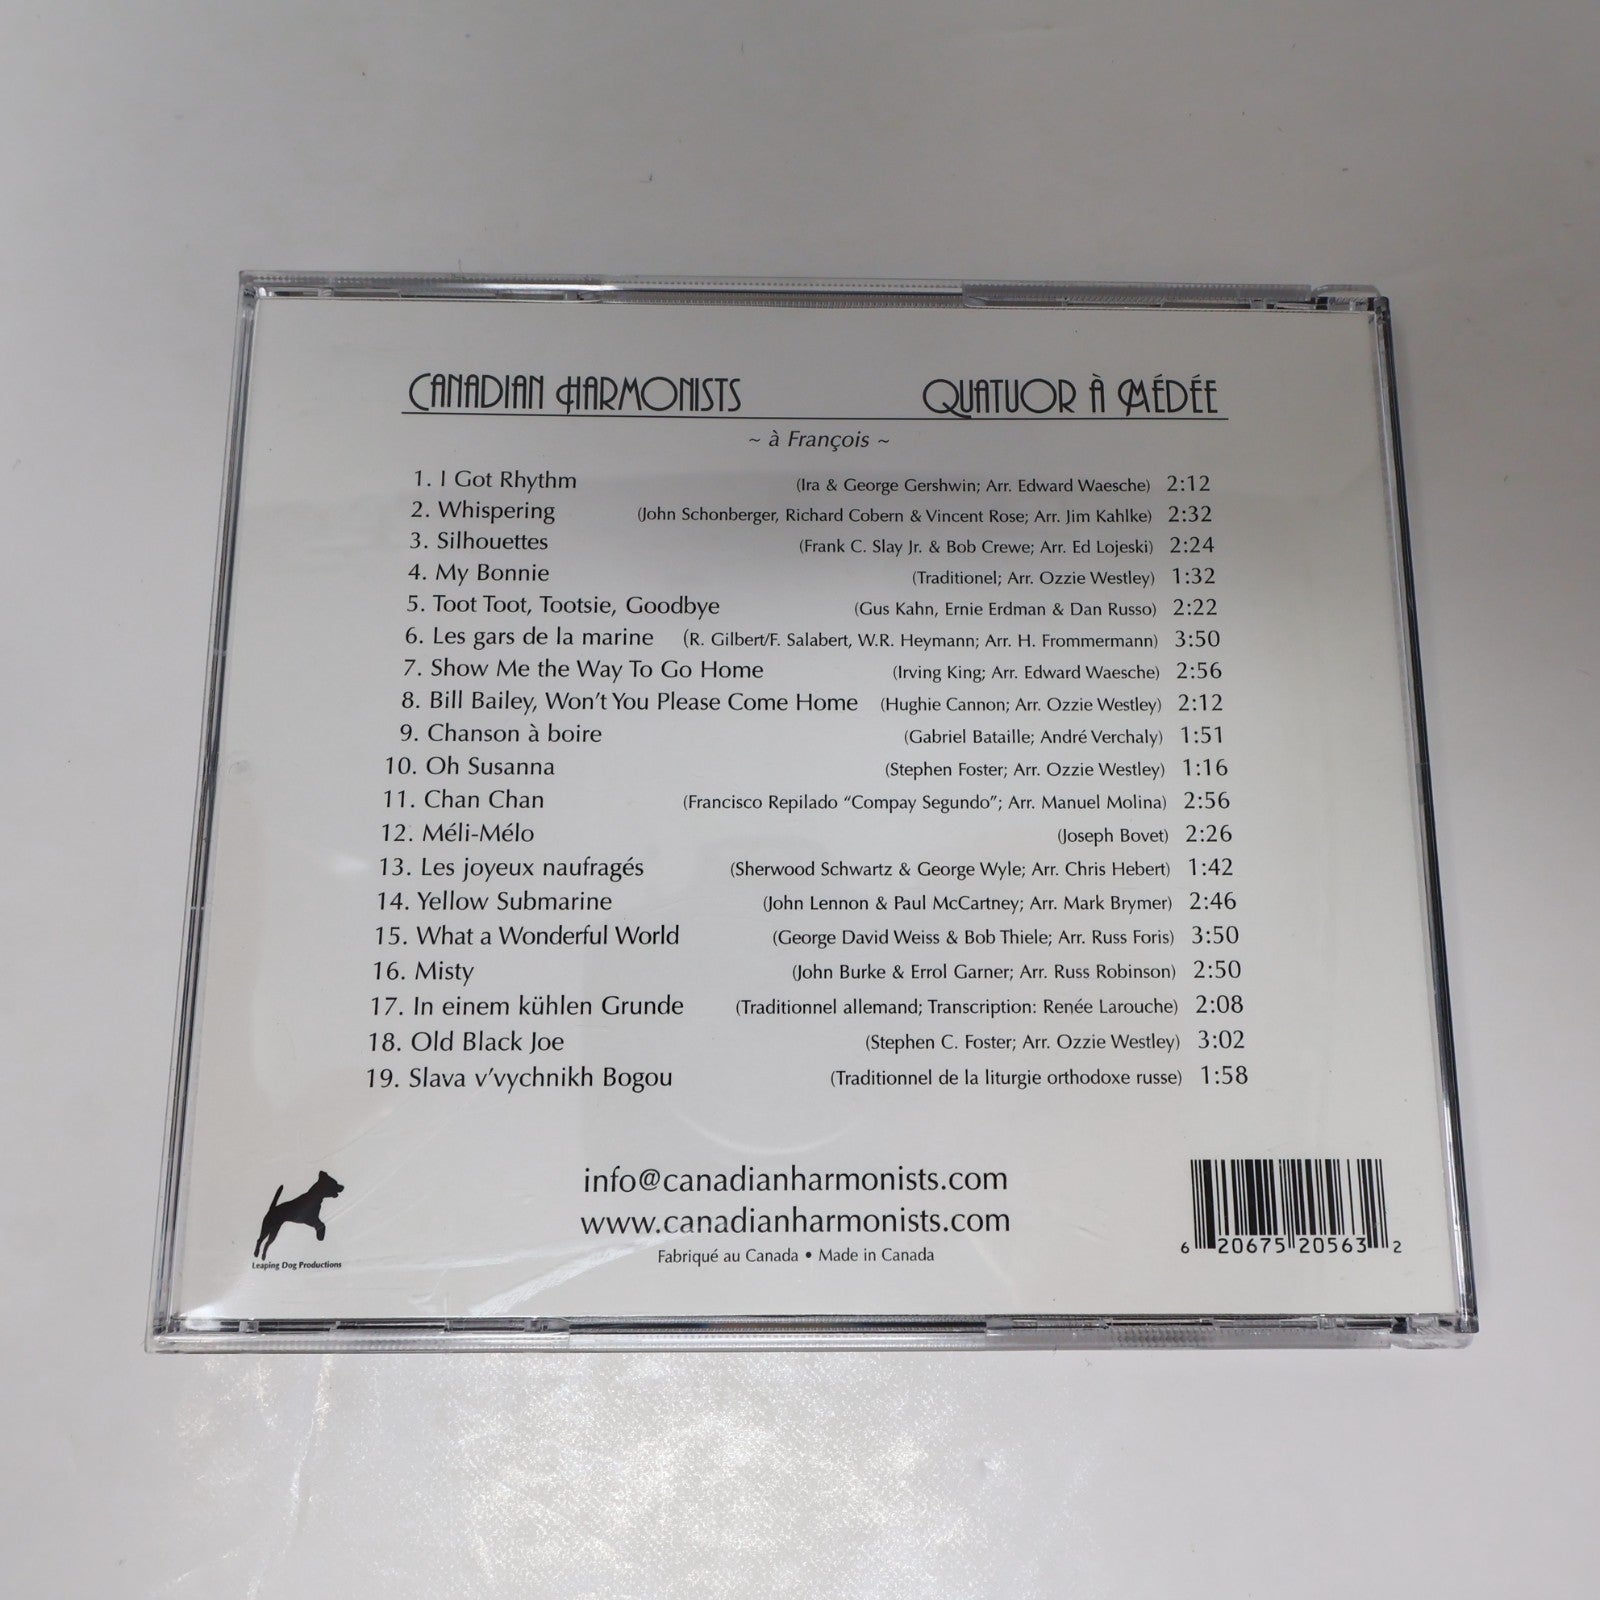 CANADIAN HARMONISTS QUATUOR À MÉDÉE
~ à François ~
1. I Got Rhythm (Ira & George Gershwin; Arr. Edward Waesche) 2:12
2. Whispering (John Schonberger, Richard Cobern & Vincent Rose; Arr. Jim Kahlke) 2:32
3. Silhouettes (Frank C. Slay Jr. & Bob Crewe; Arr. Ed Lojeski) 2:24
4. My Bonnie (Traditionel; Arr. Ozzie Westley) 1:32
5. Toot Toot, Tootsie, Goodbye (Gus Kahn, Ernie Erdman & Dan Russo) 2:22
6. Les gars de la marine (R. Gilbert/F. Salabert, W.R. Heymann; Arr. H. Frommermann) 3:50
7. Show Me the Way To Go Home (Irving King; Arr. Edward Waesche) 2:56
8. Bill Bailey, Won't You Please Come Home (Hughie Cannon; Arr. Ozzie Westley) 2:12
9. Chanson à boire (Gabriel Bataille; André Verchaly) 1:51
10. Oh Susanna (Stephen Foster; Arr. Ozzie Westley) 1:16
11. Chan Chan (Francisco Repilado "Compay Segundo"; Arr. Manuel Molina) 2:56
12. Méli-Mélo (Joseph Bovet) 2:26
13. Les joyeux naufragés (Sherwood Schwartz & George Wyle; Arr. Chris Hebert) 1:42
14. Yellow Submarine (John Lennon & Paul McCartney; Arr. Mark Brymer) 2:46
15. What a Wonderful World (George David Weiss & Bob Thiele; Arr. Russ Foris) 3:50
16. Misty (John Burke & Errol Garner; Arr. Russ Robinson) 2:50
17. In einem kühlen Grunde (Traditionnel allemand; Transcription: Renée Larouche) 2:08
18. Old Black Joe (Stephen C. Foster; Arr. Ozzie Westley) 3:02
19. Slava v'vychnikh Bogou (Traditionnel de la liturgie orthodoxe russe) 1:58
info@canadianharmonists.com
www.canadianharmonists.com
Fabriqué au Canada • Made in Canada
Leaping Dog Productions
6 20675 20563 2